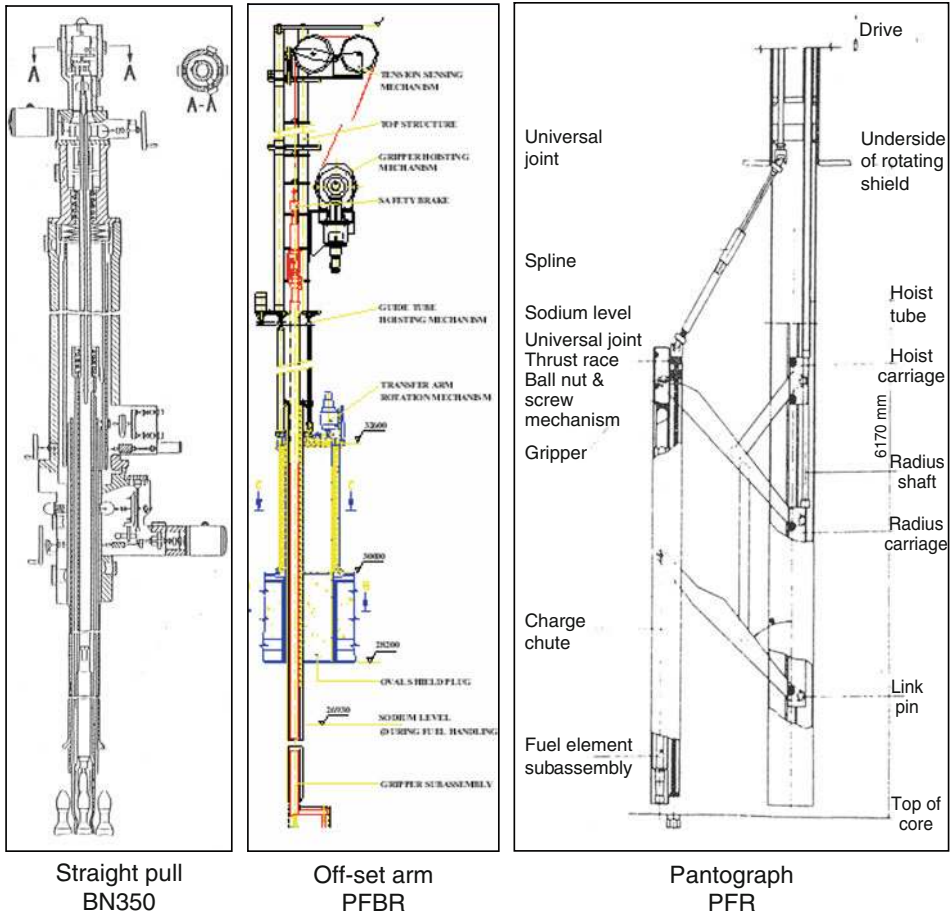 A
A
A-A
TENSION SENSING
MECHANISM
TOP STRUCTURE
GRIPPER HOISTING
MECHANISM
SAFETY BRAKE
GUIDE TUBE
HOISTING MECHANISM
TRANSFER ARM
ROTATION MECHANISM
32600
C
C
30000
B
28200
OVAL SHIELD PLUG
26930
SODIUM LEVEL
(DURING FUEL HANDLING
GRIPPER SUBASSEMBLY
Drive
Universal
joint
Underside
of rotating
shield
Spline
Hoist
tube
Sodium level
Universal joint
Thrust race
Ball nut &
screw
mechanism
Gripper
Hoist
carriage
6170 mm
Radius
shaft
Radius
carriage
Charge
chute
Link
pin
Fuel element
subassembly
Top of
core
Straight pull
BN350
Off-set arm
PFBR
Pantograph
PFR